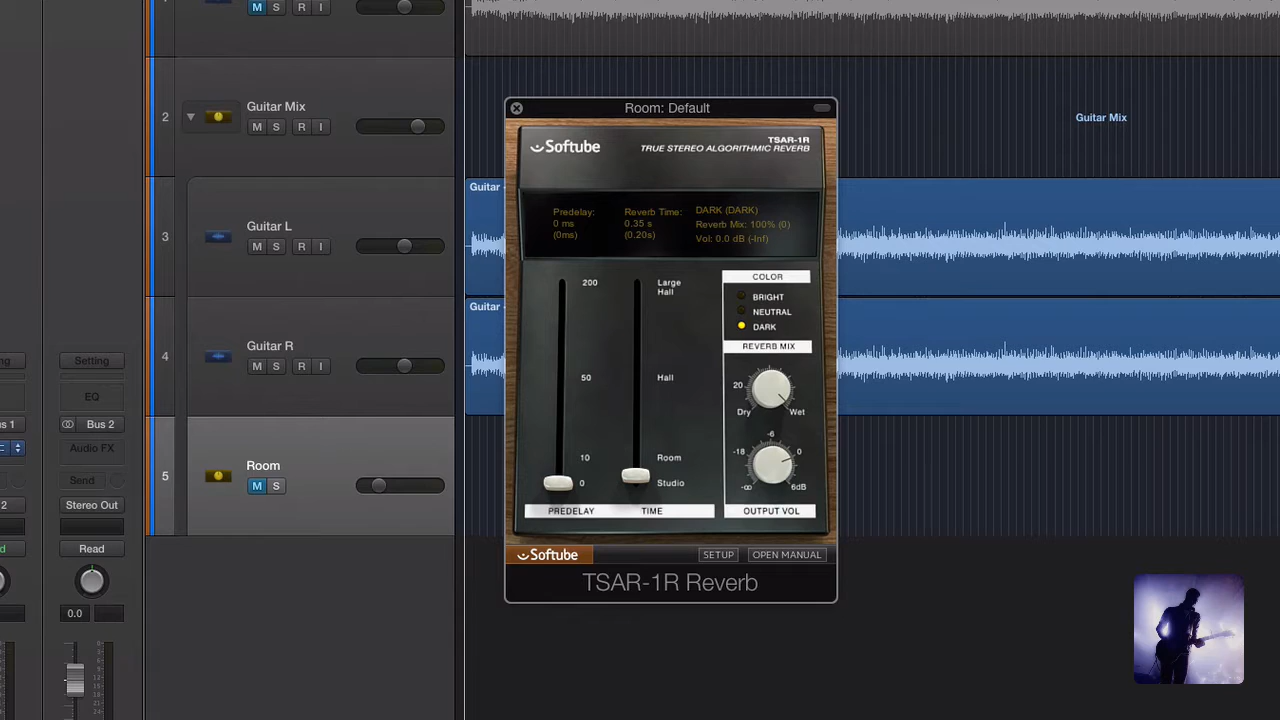 M S R I
2
Guitar Mix
M S R I
Guitar Mix
3
Guitar L
M S R I
4
Guitar R
M S R I
5
Room
M S
Guitar
Guitar
Setting
EQ
Bus 2
Audio FX
Send
Stereo Out
Read
0.0
Room: Default
Softube
TSAR-1R
TRUE STEREO ALGORITHMIC REVERB
Predelay:
0 ms
(0ms)
Reverb Time:
0.35 s
(0.20s)
DARK (DARK)
Reverb Mix: 100% (0)
Vol: 0.0 dB (-Inf)
200
50
10
0
Large
Hall
Hall
Room
Studio
PREDELAY
TIME
COLOR
BRIGHT
NEUTRAL
DARK
REVERB MIX
20
Dry
Wet
-6
-18
0
-∞
6dB
OUTPUT VOL
Softube
SETUP
OPEN MANUAL
TSAR-1R Reverb